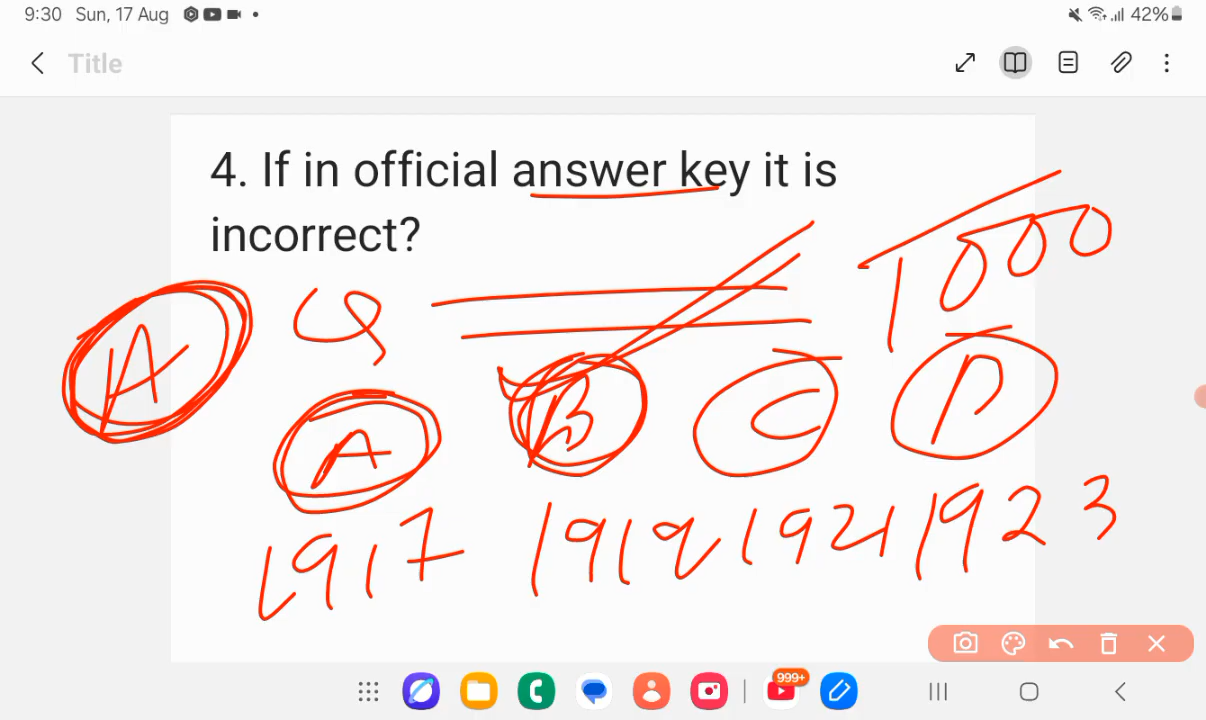 9:30 Sun, 17 Aug
42%
Title
4. If in official answer key it is
incorrect?
1000
A
Q
A B C D
1917 1919 1921 1923
999+